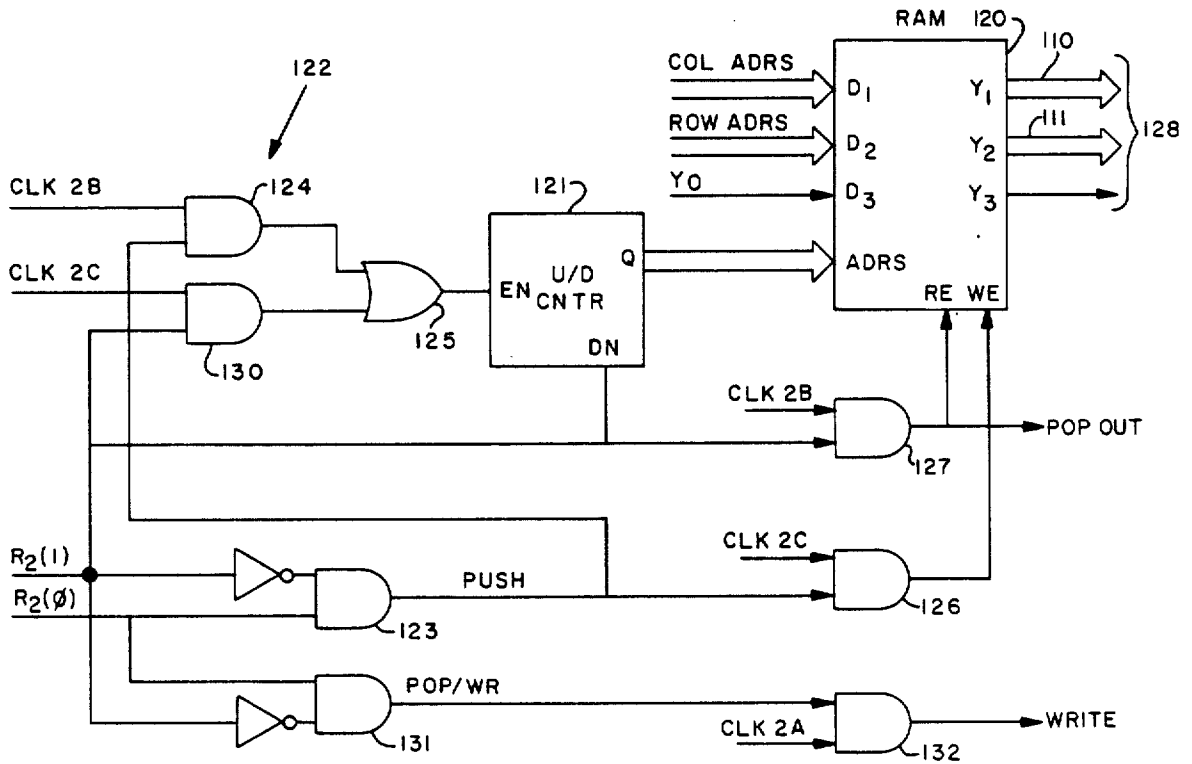 RAM 120
122
COL ADRS
110
D1
Y1
ROW ADRS
111
128
D2
Y2
CLK 2B
124
121
Y0
D3
Y3
Q
CLK 2C
U/D
ADRS
EN
CNTR
125
RE
WE
130
DN
CLK 2B
POP OUT
127
R2(1)
CLK 2C
PUSH
R2(Ø)
126
123
POP/WR
CLK 2A
WRITE
131
132